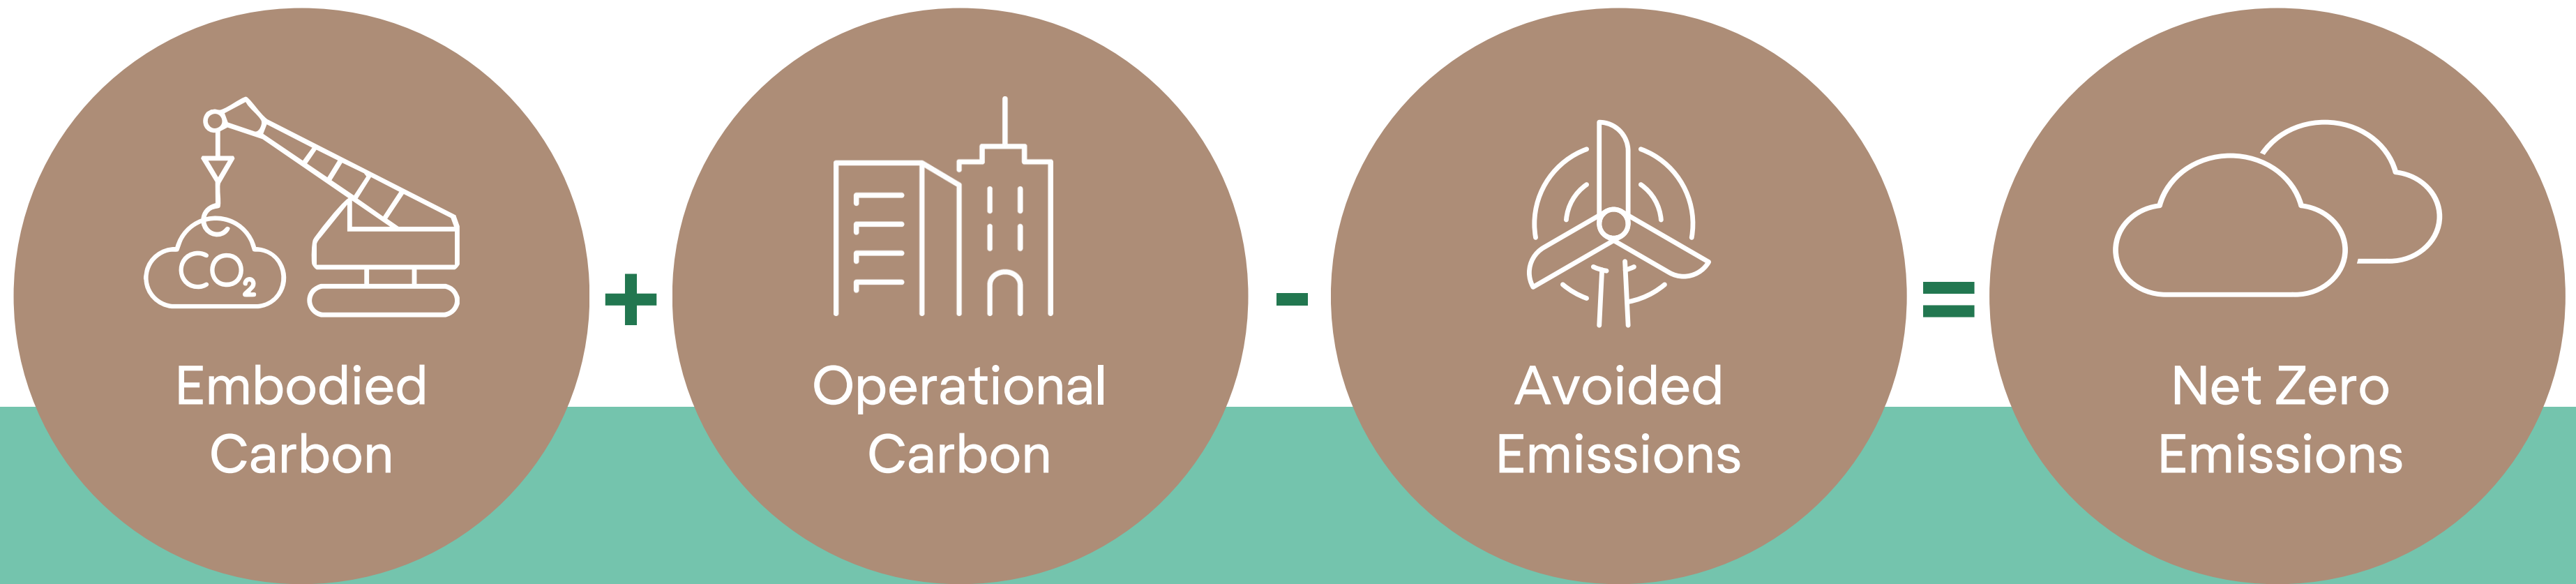 CO₂
Embodied
Carbon
+
Operational
Carbon
-
Avoided
Emissions
=
Net Zero
Emissions